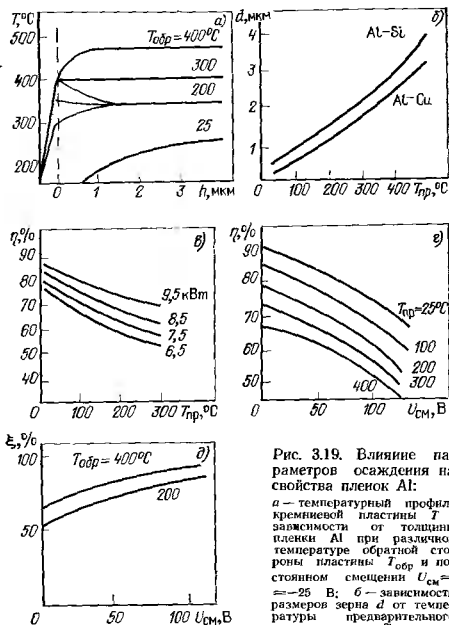 T,°C
а)
Tобр=400°C
500
300
400
200
300
25
200
0
1
2
3
h, мкм
d, мкм
б)
4
Al-Si
3
Al-Cu
2
1
0
100
200
300
400
Tпр,°C
η,%
в)
90
9,5 кВт
80
8,5
70
7,5
60
6,5
50
40
0
100
200
300
Tпр,°C
η,%
г)
90
Tпр=25°C
80
100
70
200
60
300
50
400
0
50
100
Uсм, В
ξ,%
д)
100
Tобр=400°C
200
50
0
50
100
Uсм, В
Рис. 3.19. Влияние па-
раметров осаждения на
свойства пленок Al:
а — температурный профиль
кремниевой пластины T
зависимости от толщины
пленки Al при различной
температуре обратной сто-
роны пластины Tобр и по-
стоянном смещении Uсм=
=−25 В; б — зависимость
размеров зерна d от темпе-
ратуры предварительного